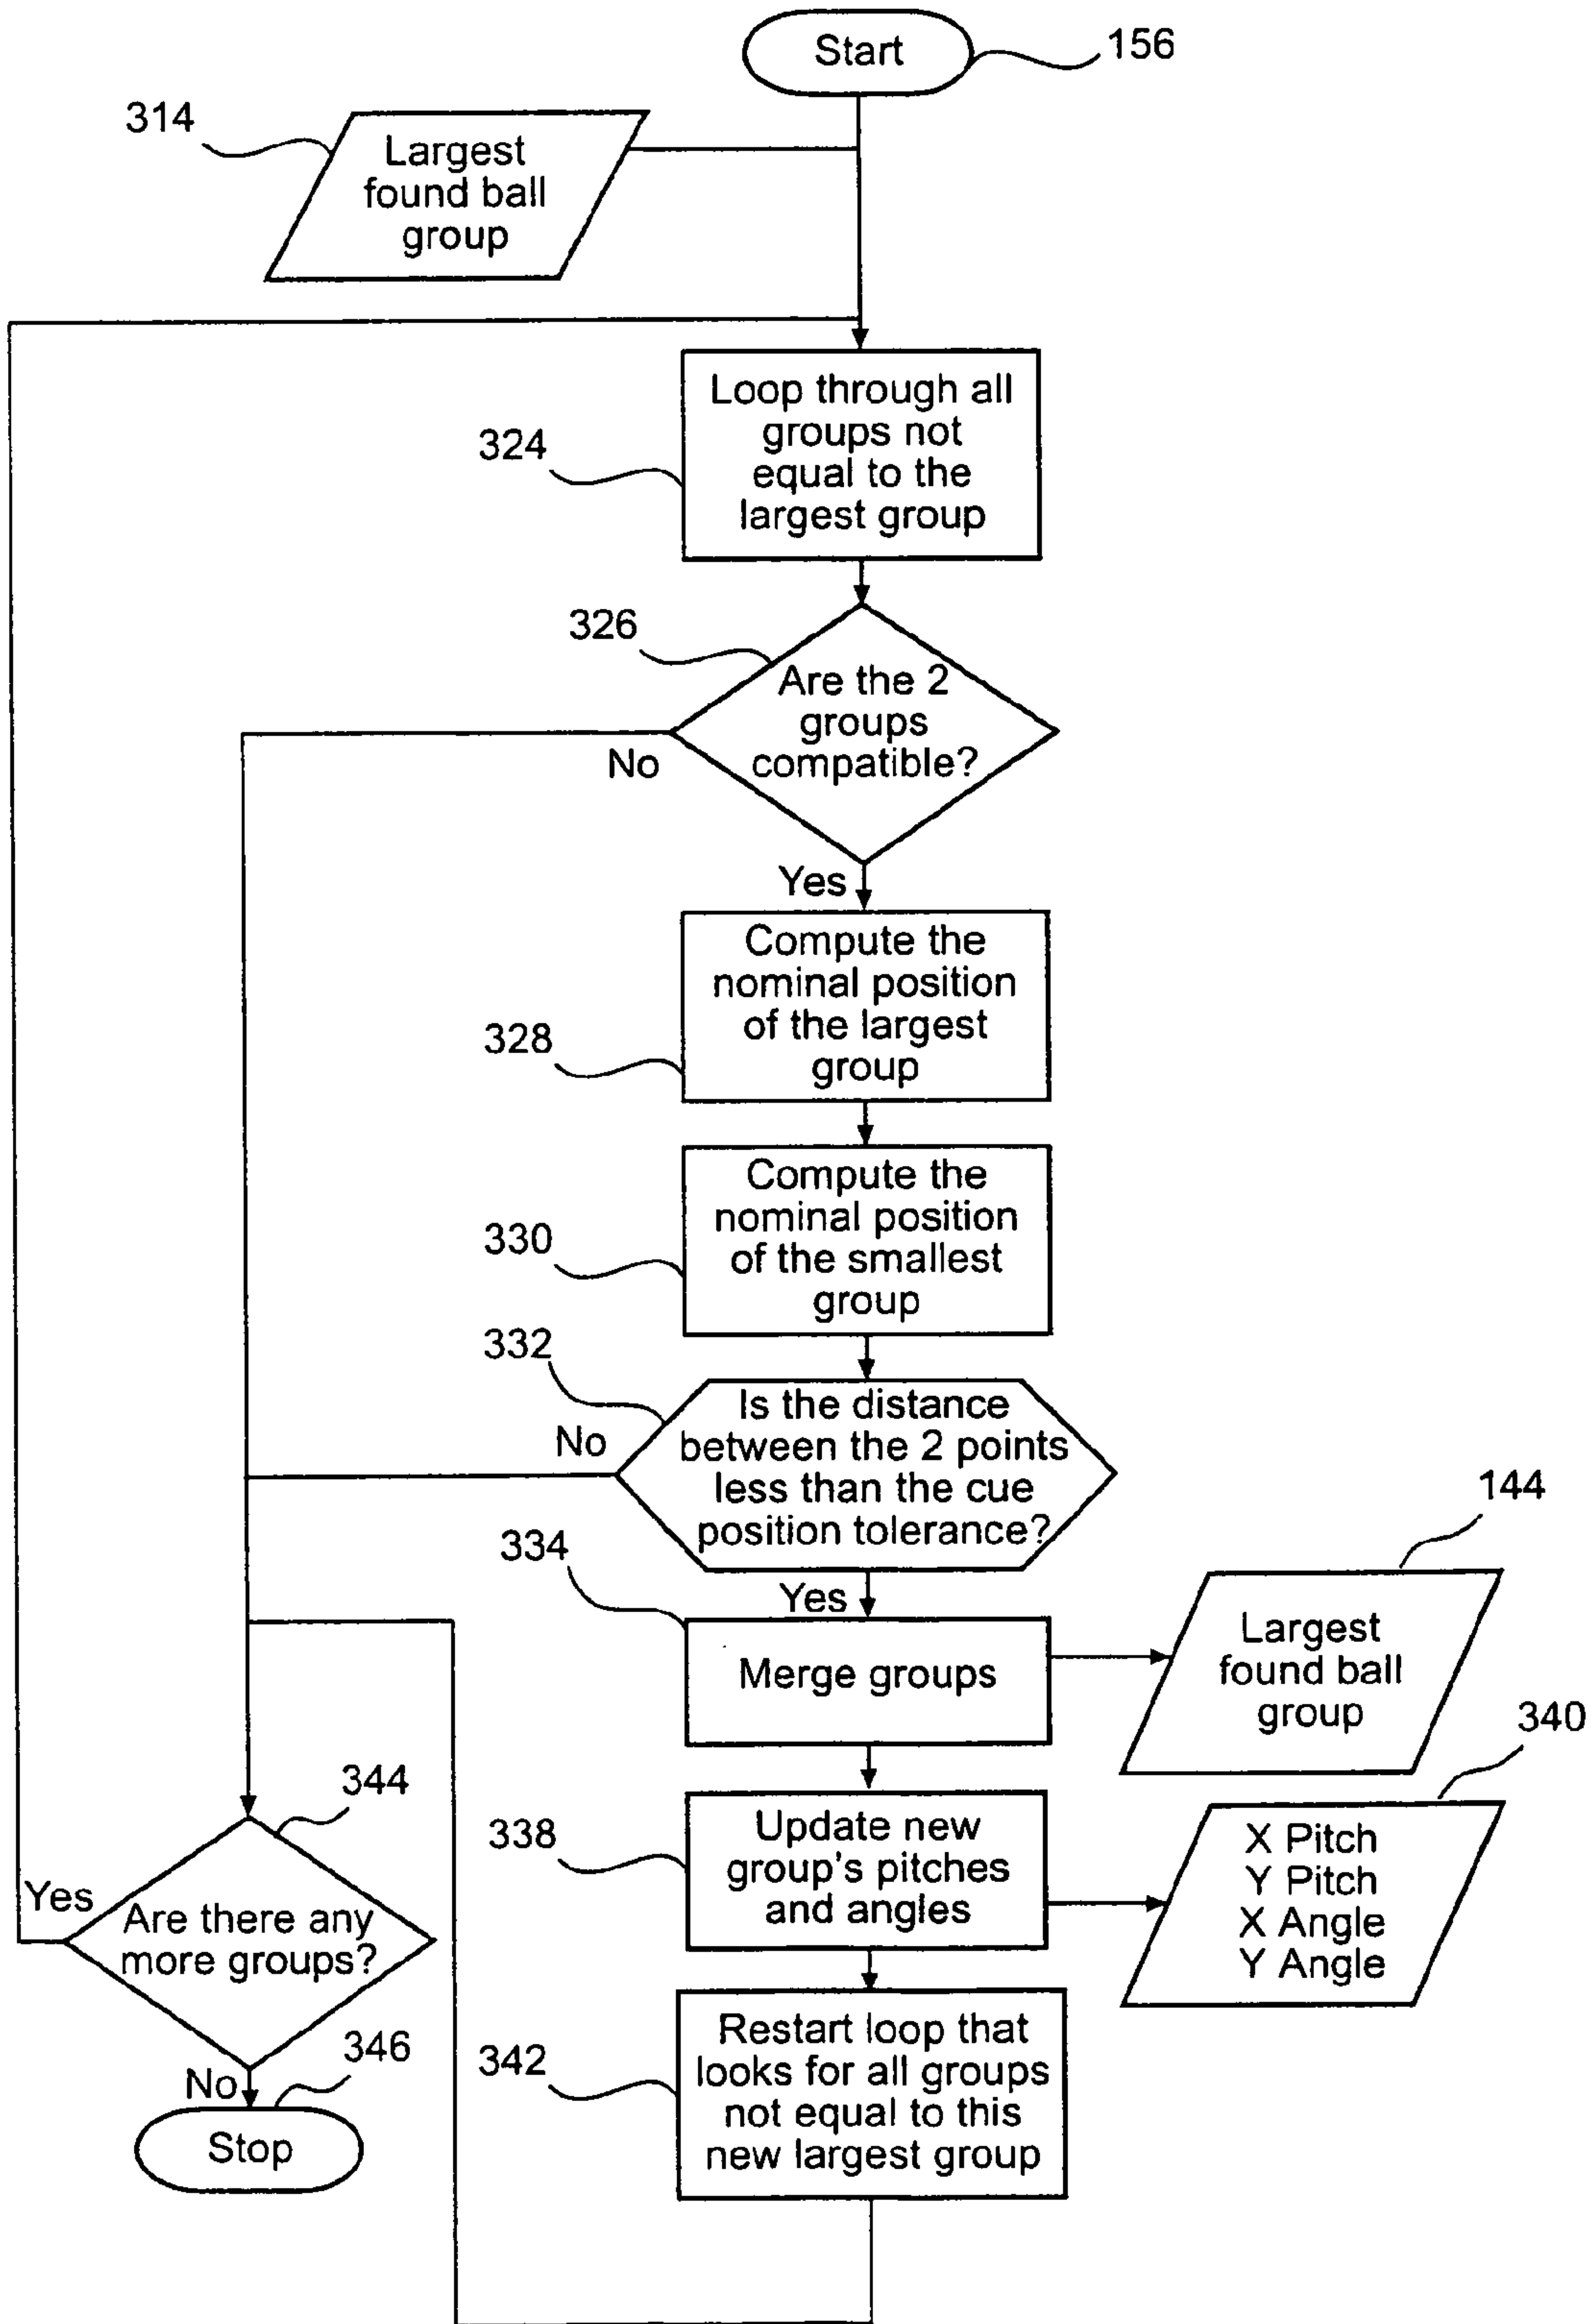 Start
156
314
Largest
found ball
group
324
Loop through all
groups not
equal to the
largest group
326
Are the 2
groups
compatible?
No
Yes
328
Compute the
nominal position
of the largest
group
330
Compute the
nominal position
of the smallest
group
332
Is the distance
between the 2 points
less than the cue
position tolerance?
No
Yes
334
Merge groups
144
Largest
found ball
group
338
Update new
group's pitches
and angles
340
X Pitch
Y Pitch
X Angle
Y Angle
342
Restart loop that
looks for all groups
not equal to this
new largest group
344
Are there any
more groups?
Yes
No
346
Stop